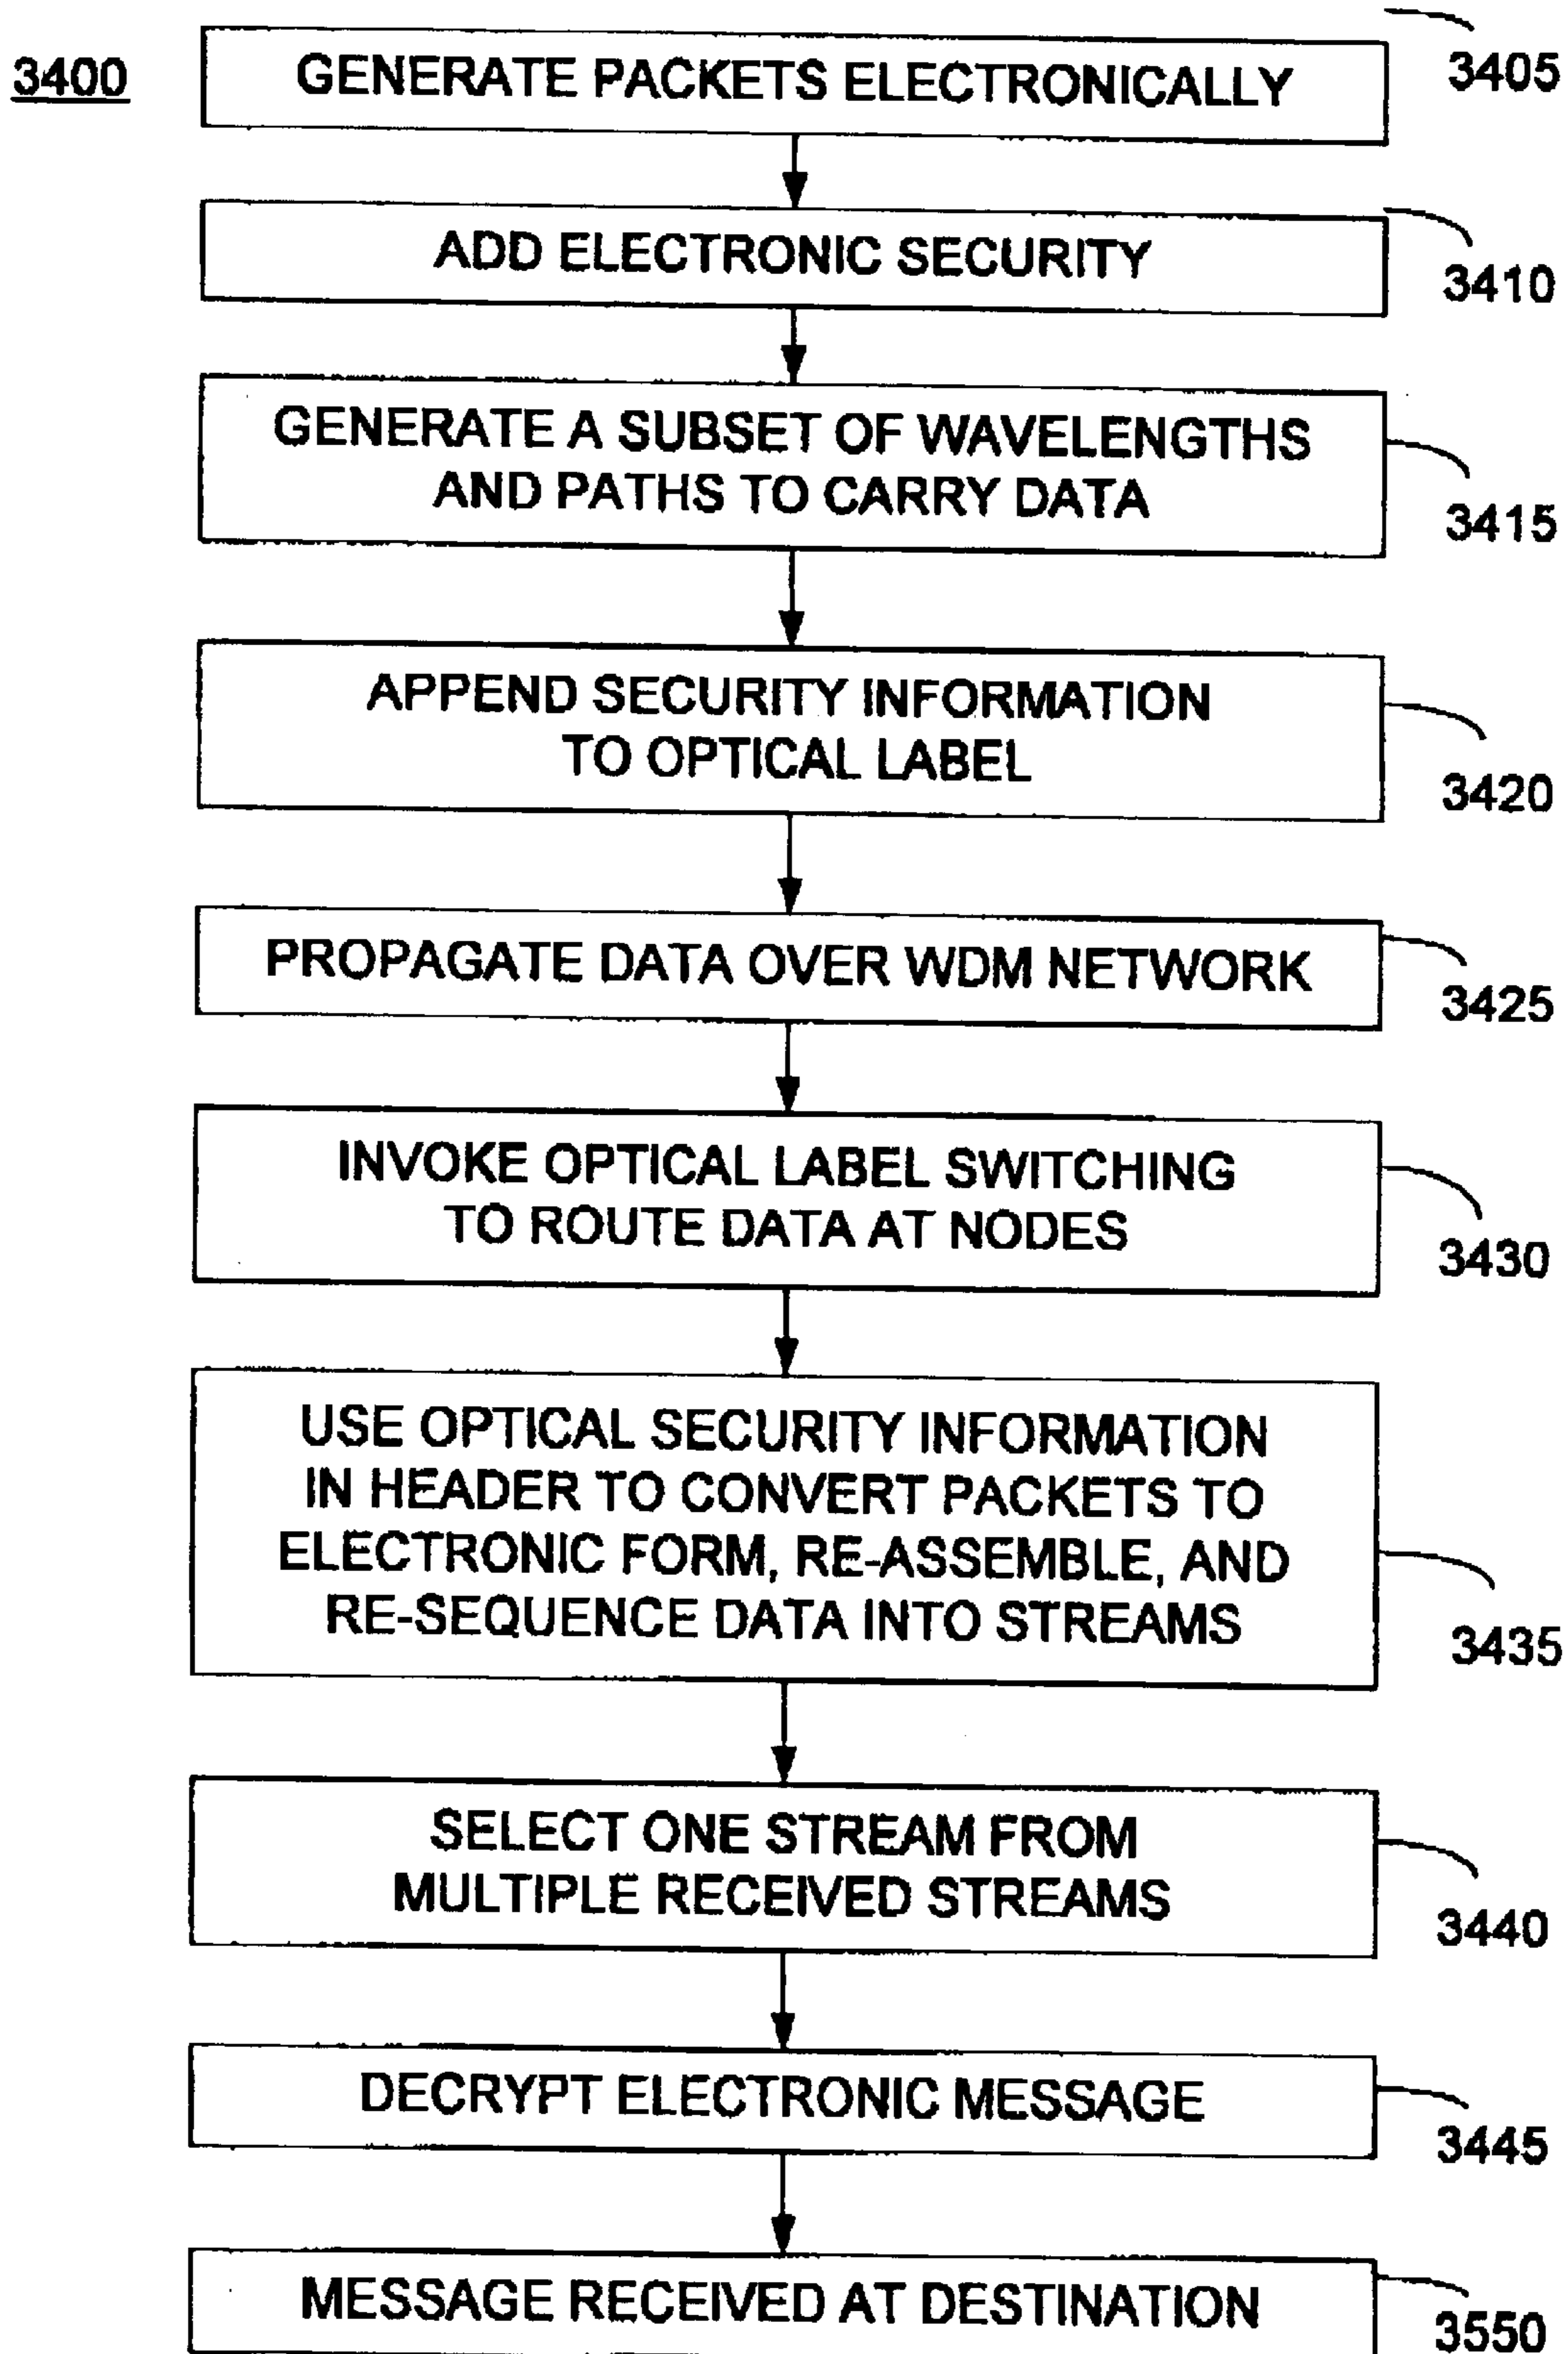 3400
GENERATE PACKETS ELECTRONICALLY
3405
ADD ELECTRONIC SECURITY
3410
GENERATE A SUBSET OF WAVELENGTHS
AND PATHS TO CARRY DATA
3415
APPEND SECURITY INFORMATION
TO OPTICAL LABEL
3420
PROPAGATE DATA OVER WDM NETWORK
3425
INVOKE OPTICAL LABEL SWITCHING
TO ROUTE DATA AT NODES
3430
USE OPTICAL SECURITY INFORMATION
IN HEADER TO CONVERT PACKETS TO
ELECTRONIC FORM, RE-ASSEMBLE, AND
RE-SEQUENCE DATA INTO STREAMS
3435
SELECT ONE STREAM FROM
MULTIPLE RECEIVED STREAMS
3440
DECRYPT ELECTRONIC MESSAGE
3445
MESSAGE RECEIVED AT DESTINATION
3550